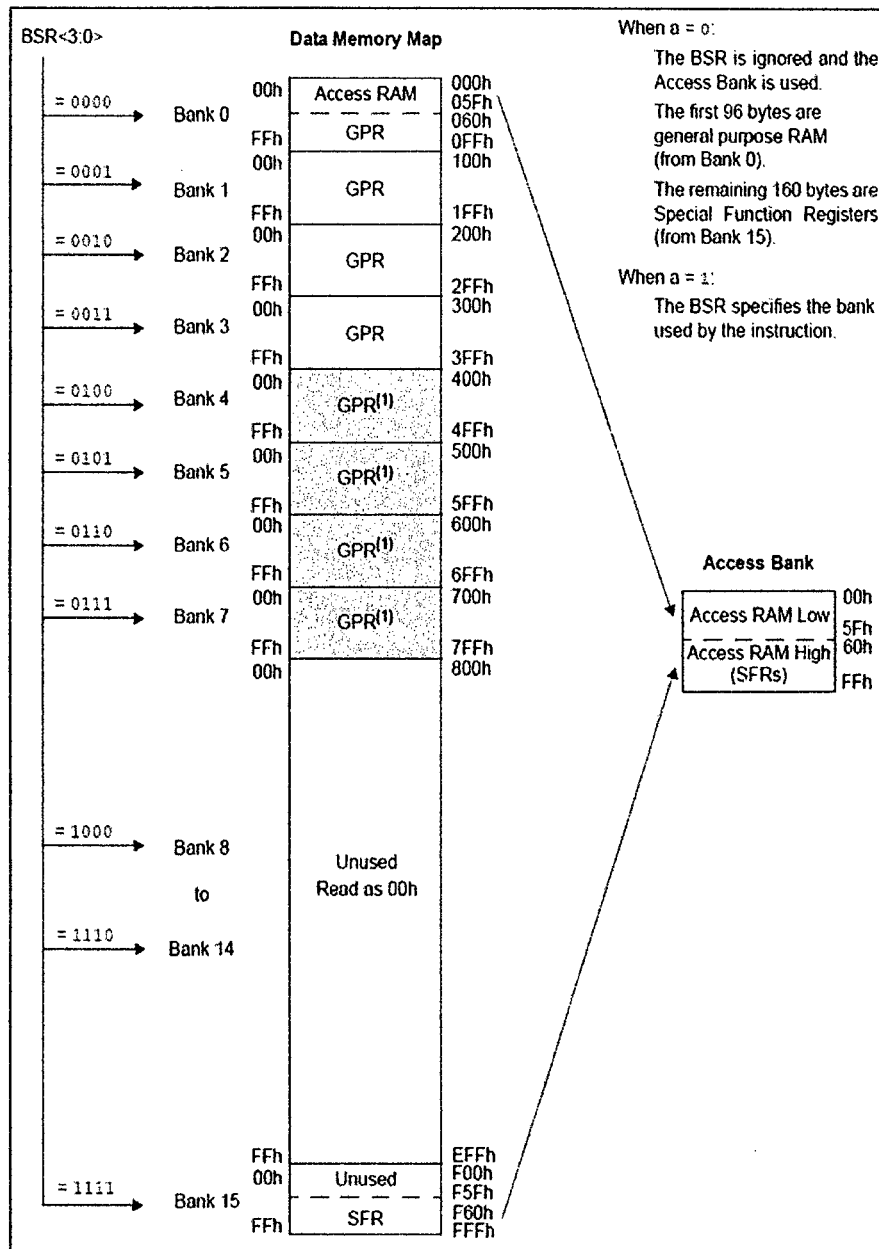 BSR<3:0>
Data Memory Map
When a = 0:
The BSR is ignored and the
Access Bank is used.
The first 96 bytes are
general purpose RAM
(from Bank 0).
The remaining 160 bytes are
Special Function Registers
(from Bank 15).
When a = 1:
The BSR specifies the bank
used by the instruction.
= 0000
Bank 0
00h
Access RAM
000h
05Fh
060h
FFh
GPR
0FFh
= 0001
Bank 1
00h
GPR
100h
FFh
1FFh
= 0010
Bank 2
00h
GPR
200h
FFh
2FFh
= 0011
Bank 3
00h
GPR
300h
FFh
3FFh
= 0100
Bank 4
00h
GPR(1)
400h
FFh
4FFh
= 0101
Bank 5
00h
GPR(1)
500h
FFh
5FFh
= 0110
Bank 6
00h
GPR(1)
600h
FFh
6FFh
= 0111
Bank 7
00h
GPR(1)
700h
FFh
7FFh
00h
800h
= 1000
Bank 8
to
= 1110
Bank 14
Unused
Read as 00h
FFh
EFFh
= 1111
Bank 15
00h
Unused
F00h
F5Fh
F60h
FFh
SFR
FFFh
Access Bank
Access RAM Low
00h
5Fh
Access RAM High
(SFRs)
60h
FFh